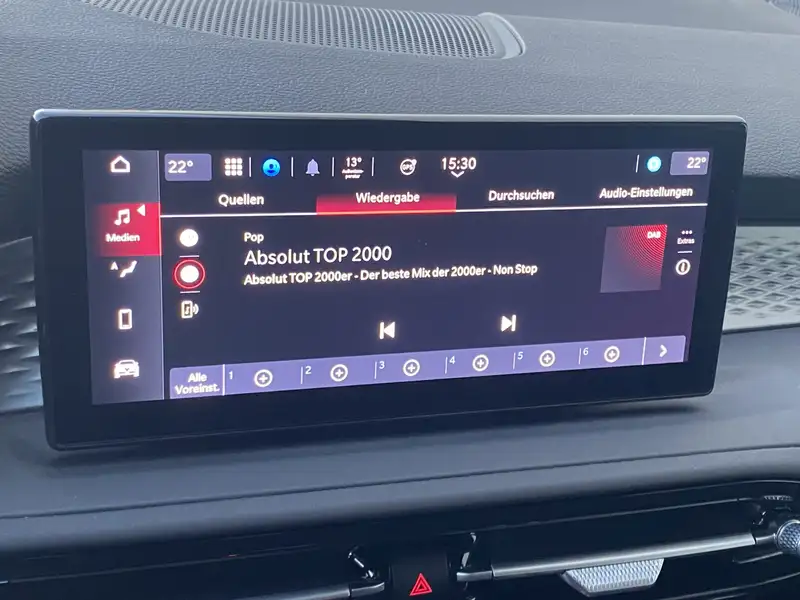 22°
13°
GPS
15:30
22°
Quellen
Wiedergabe
Durchsuchen
Audio-Einstellungen
Medien
Pop
Absolut TOP 2000
Absolut TOP 2000er - Der beste Mix der 2000er - Non Stop
DAB
Extras
A
Alle
Voreinst.
1
2
3
4
5
6